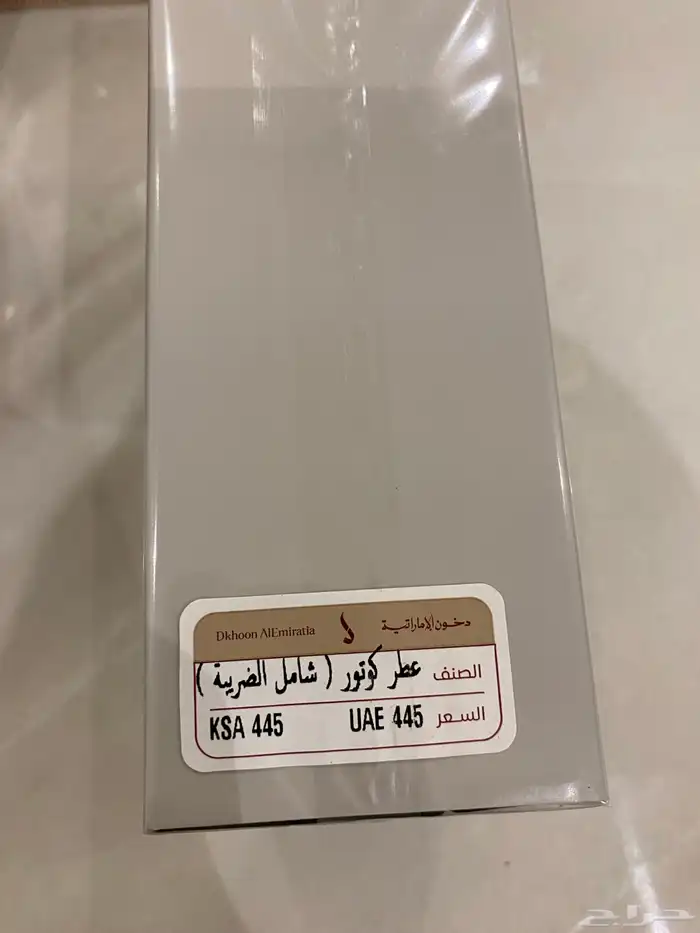 Dkhoon AlEmiratia دخون الإماراتية
الصنف عطر كوتور ( شامل الضريبة )
السعر UAE 445 KSA 445
حراج